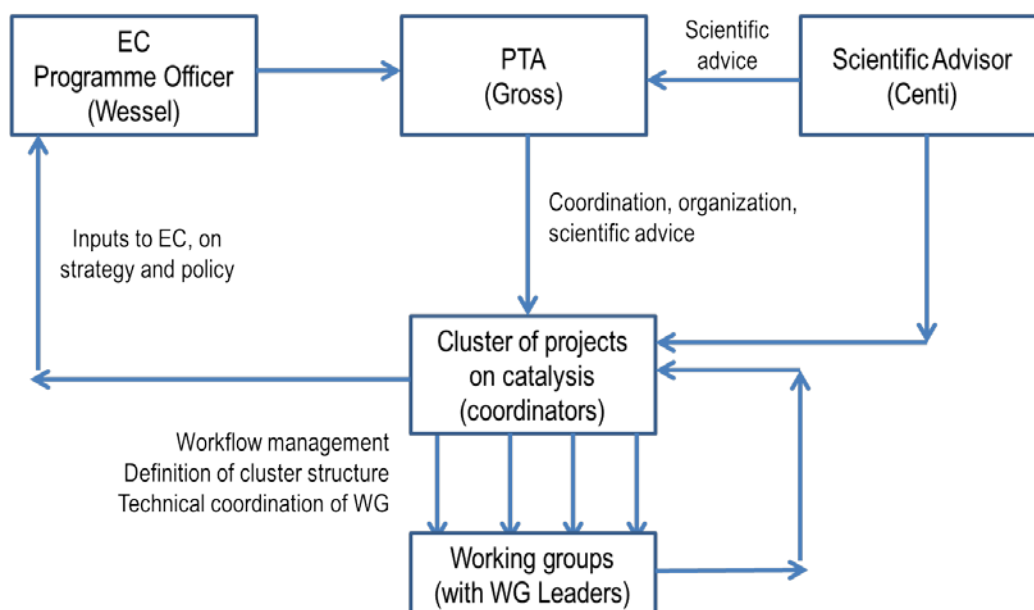 EC
Programme Officer
(Wessel)
PTA
(Gross)
Scientific
advice
Scientific Advisor
(Centi)
Coordination, organization,
scientific advice
Inputs to EC, on
strategy and policy
Cluster of projects
on catalysis
(coordinators)
Workflow management
Definition of cluster structure
Technical coordination of WG
Working groups
(with WG Leaders)